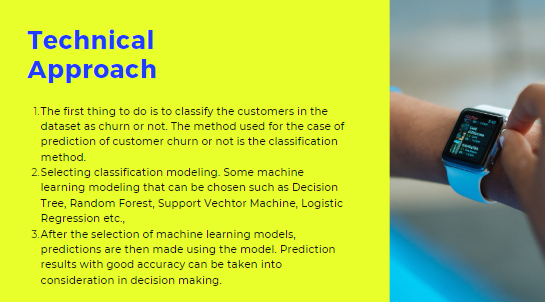 Technical
Approach
1.The first thing to do is to classify the customers in the
dataset as churn or not. The method used for the case of
prediction of customer churn or not is the classification
method.
2.Selecting classification modeling. Some machine
learning modeling that can be chosen such as Decision
Tree, Random Forest, Support Vechtor Machine, Logistic
Regression etc.,
3.After the selection of machine learning models,
predictions are then made using the model. Prediction
results with good accuracy can be taken into
consideration in decision making.